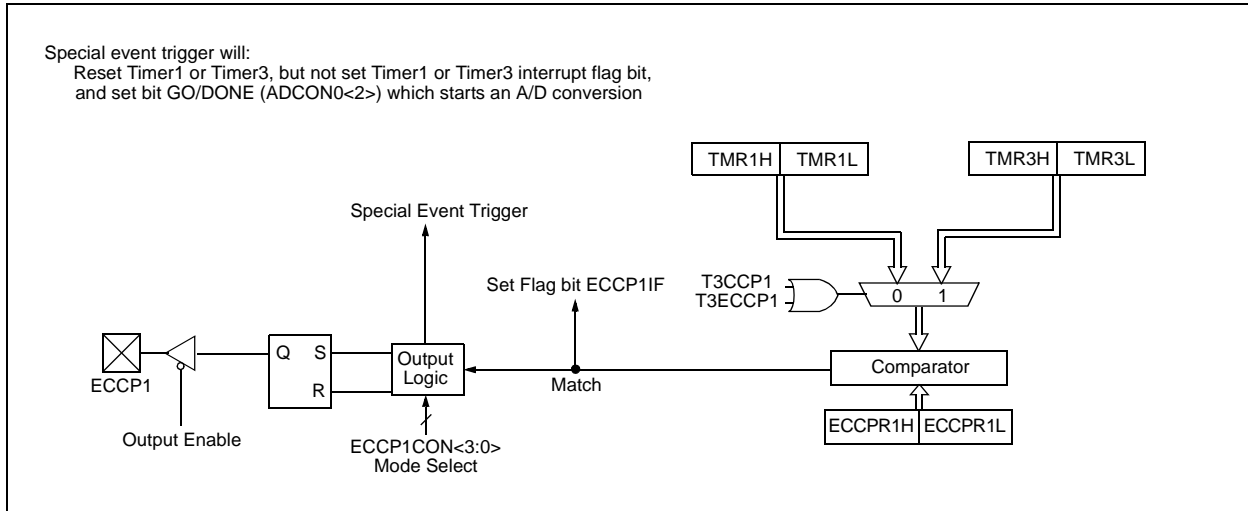 Special event trigger will:
Reset Timer1 or Timer3, but not set Timer1 or Timer3 interrupt flag bit,
and set bit GO/DONE (ADCON0<2>) which starts an A/D conversion
TMR1H TMR1L
TMR3H TMR3L
Special Event Trigger
Set Flag bit ECCP1IF
T3CCP1
T3ECCP1
0 1
Q S
R
Output
Logic
Match
Comparator
ECCP1
ECCPR1H ECCPR1L
Output Enable
ECCP1CON<3:0>
Mode Select